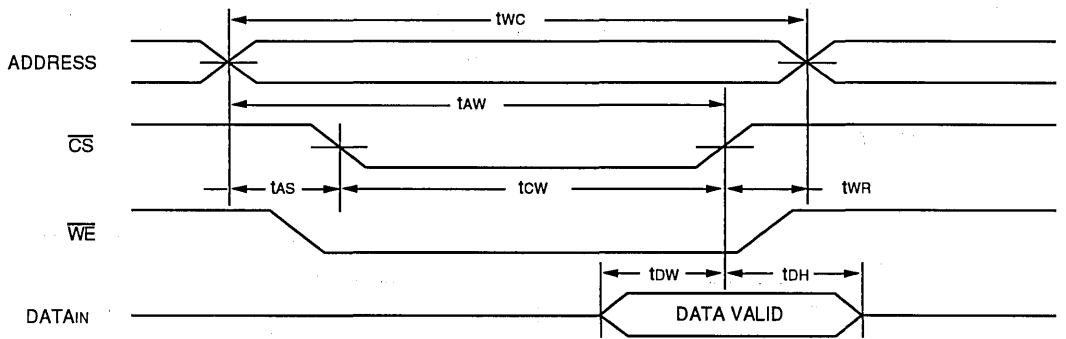 tWC
ADDRESS
tAW
CS
tAS tCW tWR
WE
tDW tDH
DATAIN DATA VALID